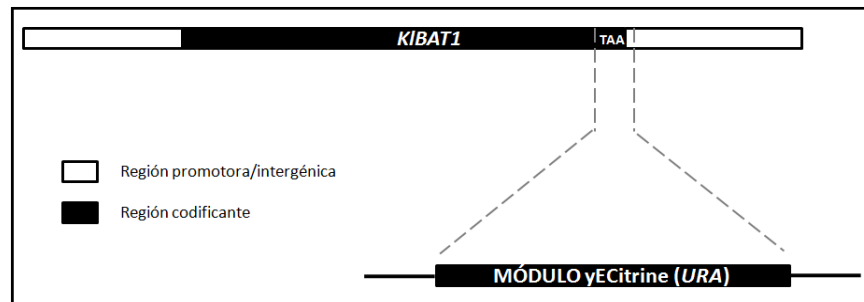 KlBAT1
TAA
Región promotora/intergénica
Región codificante
MÓDULO yECitrine (URA)